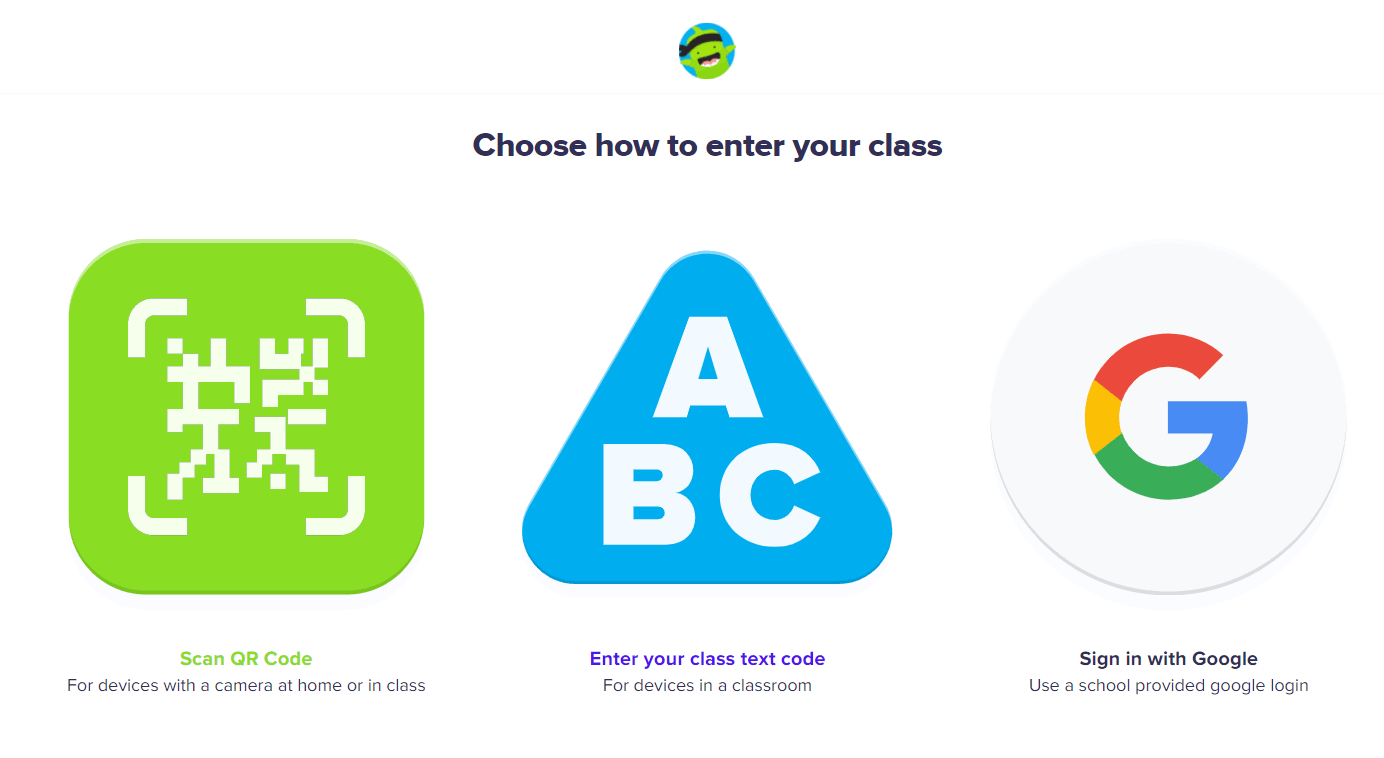 Choose how to enter your class
A
B C
Scan QR Code
For devices with a camera at home or in class
Enter your class text code
For devices in a classroom
Sign in with Google
Use a school provided google login